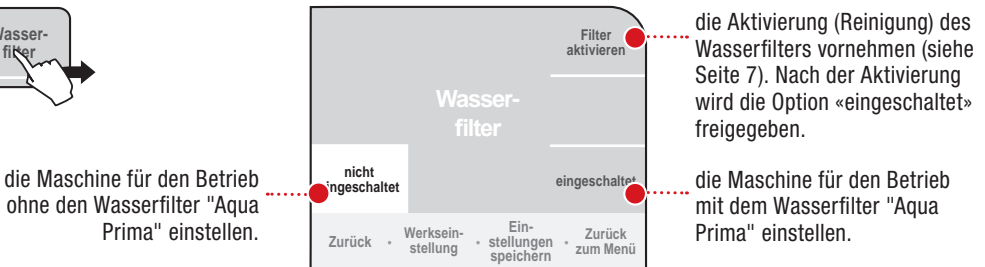 Wasser-
filter
Filter
aktivieren
Wasser-
filter
nicht
eingeschaltet
eingeschaltet
Zurück • Werksein-
stellung • Ein-
stellungen
speichern • Zurück
zum Menü
die Aktivierung (Reinigung) des
Wasserfilters vornehmen (siehe
Seite 7). Nach der Aktivierung
wird die Option «eingeschaltet»
freigegeben.
die Maschine für den Betrieb
ohne den Wasserfilter "Aqua
Prima" einstellen.
die Maschine für den Betrieb
mit dem Wasserfilter "Aqua
Prima" einstellen.